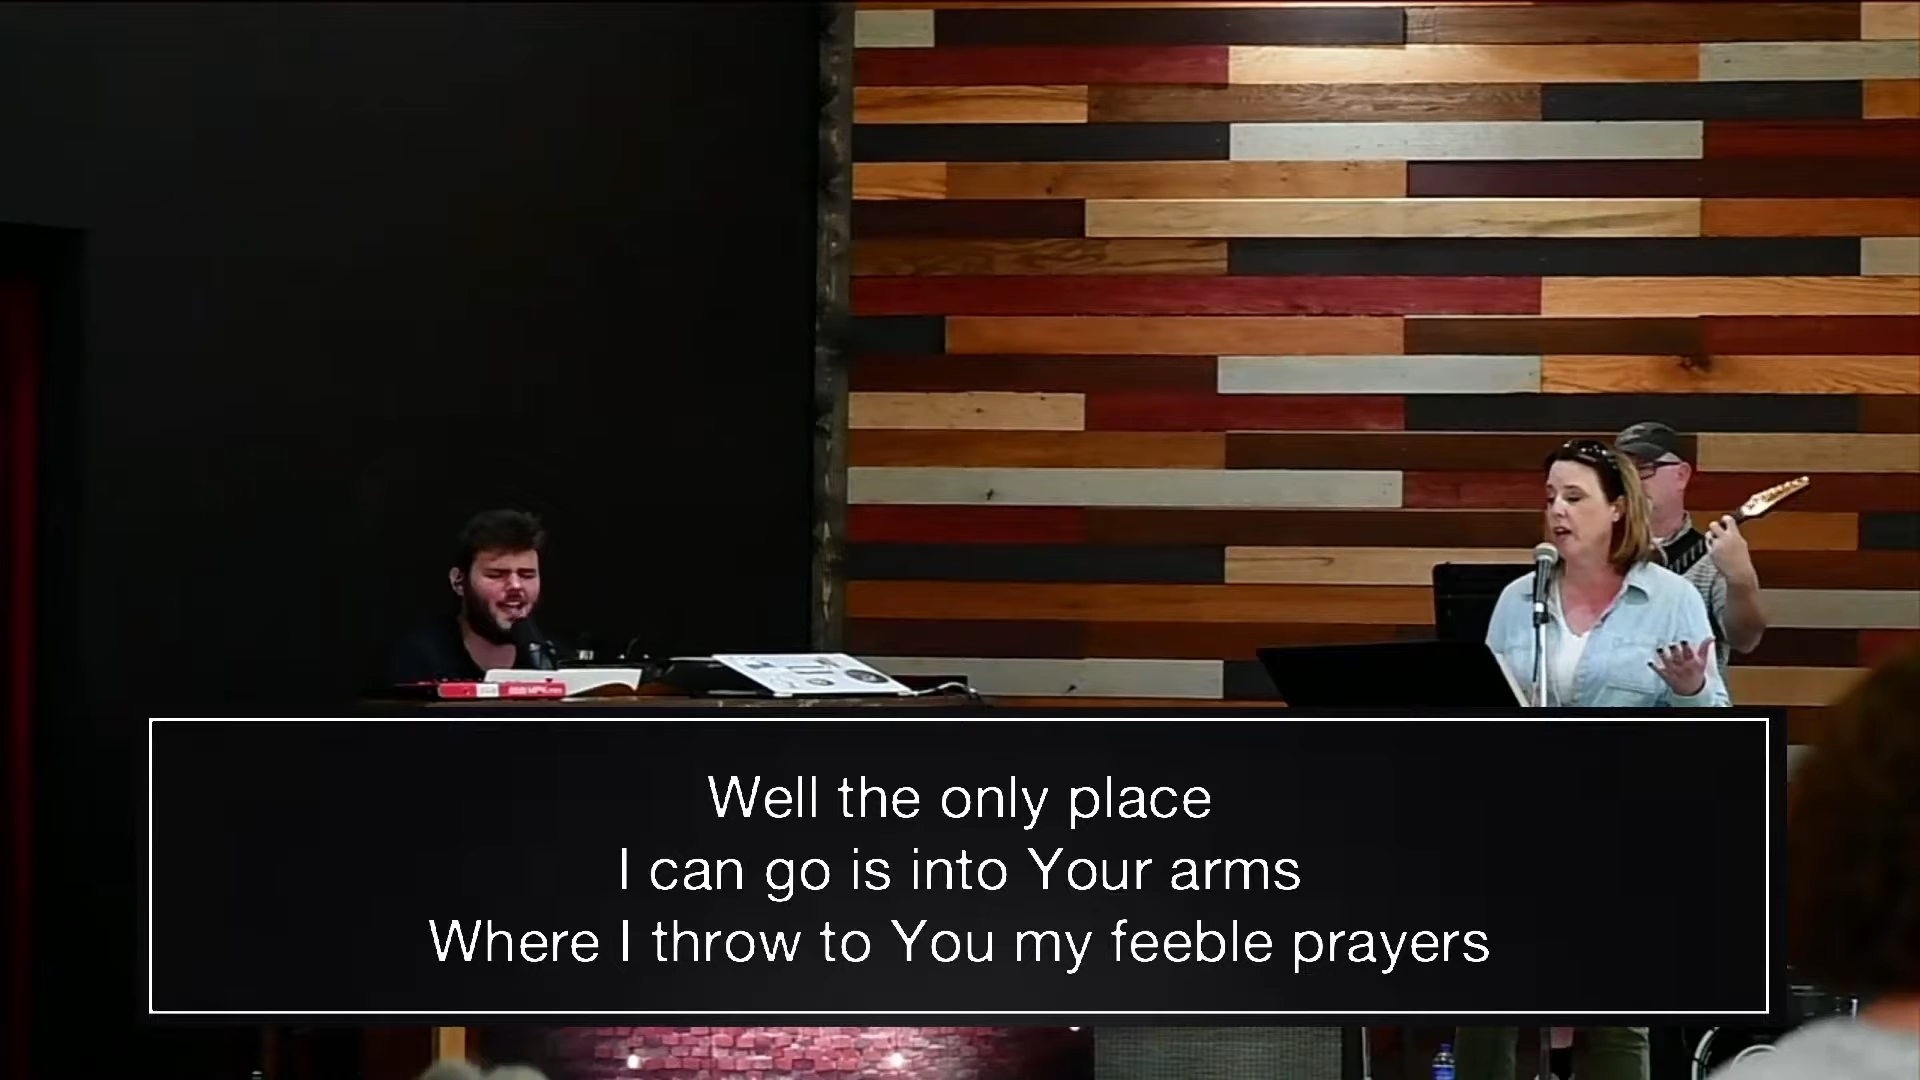 Well the only place
I can go is into Your arms
Where I throw to You my feeble prayers